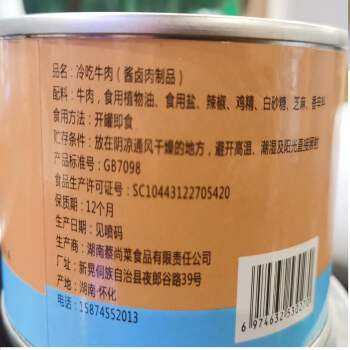 品名：冷吃牛肉（酱卤肉制品）
配料：牛肉，食用植物油、食用盐、辣椒、鸡精、白砂糖、芝麻、香辛料
食用方法：开罐即食
贮存条件：放在阴凉通风干燥的地方，避开高温、潮湿及阳光直接照射
产品标准号：GB7098
食品生产许可证号：SC10443122705420
保质期：12个月
生产日期：见喷码
生产商：湖南蔡尚菜食品有限责任公司
厂址：新晃侗族自治县夜郎谷路39号
产地：湖南·怀化
电话：15874552013